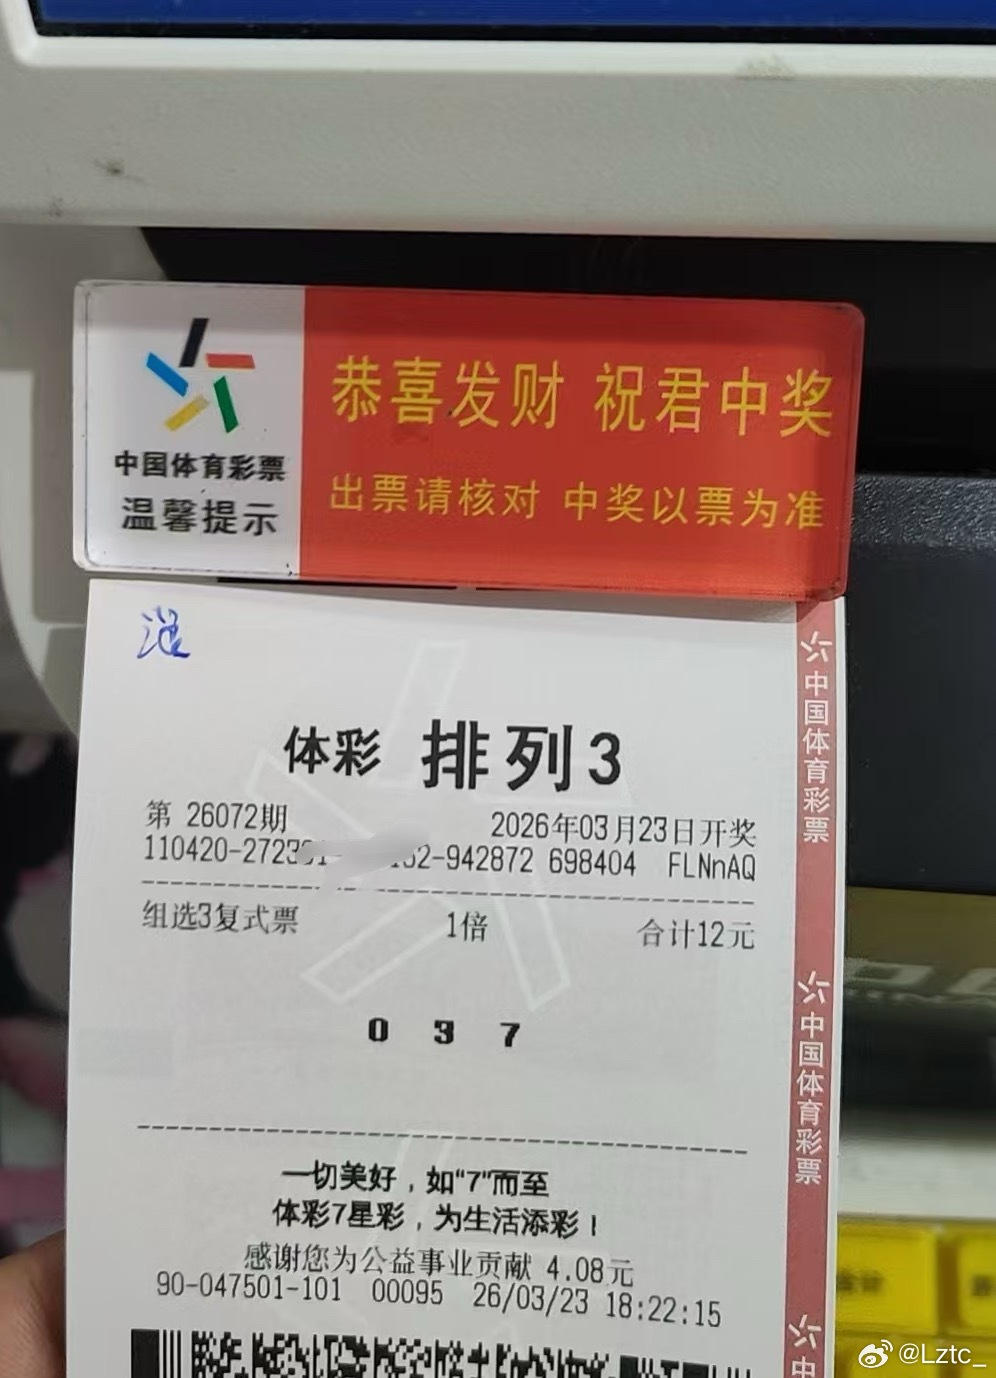 中国体育彩票
温馨提示
恭喜发财 祝君中奖
出票请核对 中奖以票为准
体彩 排列3
第 26072期 2026年03月23日开奖
110420-272 2-942872 698404 FLNnAQ
组选3复式票 1倍 合计12元
0 3 7
一切美好，如“7”而至
体彩7星彩，为生活添彩！
感谢您为公益事业贡献 4.08元
90-047501-101 00095 26/03/23 18:22:15
中国体育彩票
中国体育彩票
中
@Lztc_